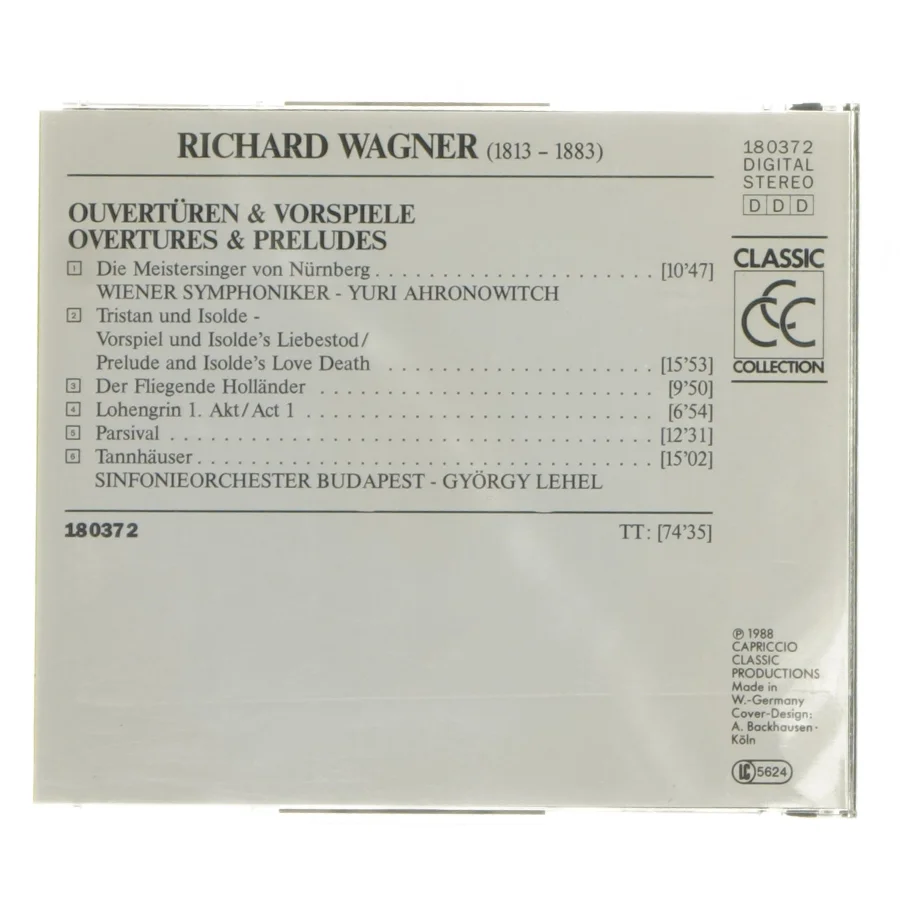 RICHARD WAGNER (1813 – 1883)
OUVERTÜREN & VORSPIELE
OVERTURES & PRELUDES
1 Die Meistersinger von Nürnberg . . . . . . . . . . . . . . . . . . . . . . . . [10'47]
WIENER SYMPHONIKER - YURI AHRONOWITCH
2 Tristan und Isolde -
Vorspiel und Isolde's Liebestod/
Prelude and Isolde's Love Death . . . . . . . . . . . . . . . . . . . . . . . [15'53]
3 Der Fliegende Holländer . . . . . . . . . . . . . . . . . . . . . . . . . . . . . [9'50]
4 Lohengrin 1. Akt/Act 1 . . . . . . . . . . . . . . . . . . . . . . . . . . . . . . [6'54]
5 Parsival . . . . . . . . . . . . . . . . . . . . . . . . . . . . . . . . . . . . . . . . . [12'31]
6 Tannhäuser . . . . . . . . . . . . . . . . . . . . . . . . . . . . . . . . . . . . . . [15'02]
SINFONIEORCHESTER BUDAPEST - GYÖRGY LEHEL
180372 TT: [74'35]
180372
DIGITAL
STEREO
D D D
CLASSIC
CCC
COLLECTION
℗ 1988
CAPRICCIO
CLASSIC
PRODUCTIONS
Made in
W.-Germany
Cover-Design:
A. Backhausen-
Köln
LC 5624